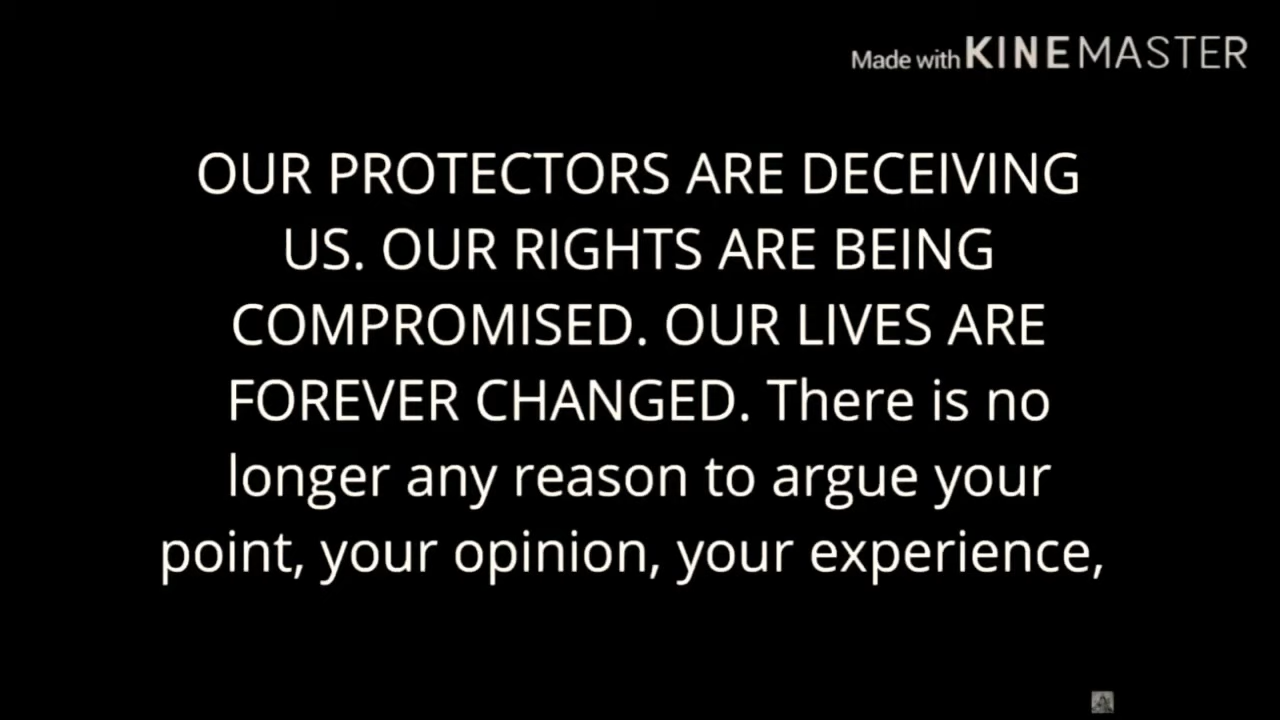 Made with KINEMASTER
OUR PROTECTORS ARE DECEIVING
US. OUR RIGHTS ARE BEING
COMPROMISED. OUR LIVES ARE
FOREVER CHANGED. There is no
longer any reason to argue your
point, your opinion, your experience,